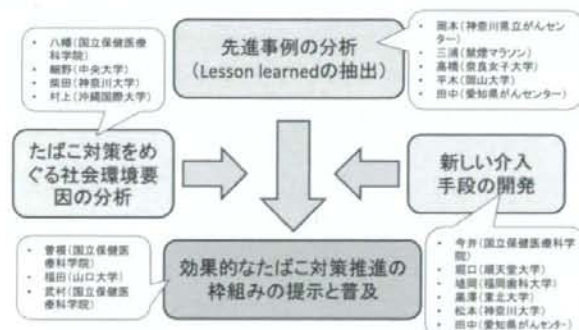 • 八幡(国立保健医療
科学院)
• 細野(中央大学)
• 柴田(神奈川大学)
• 村上(沖縄国際大学)
先進事例の分析
(Lesson learnedの抽出)
• 岡本(神奈川県立がんセン
ター)
• 三浦(禁煙マラソン)
• 高橋(奈良女子大学)
• 平木(岡山大学)
• 田中(愛知県がんセンター)
たばこ対策をめ
ぐる社会環境要
因の分析
新しい介入
手段の開発
• 曽根(国立保健医
療科学院)
• 福田(山口大学)
• 武村(国立保健医
療科学院)
効果的なたばこ対策推進の
枠組みの提示と普及
• 今井(国立保健医療科学
院)
• 堀口(順天堂大学)
• 埴岡(福岡歯科大学)
• 黒澤(東北大学)
• 松本(神奈川大学)
• 田中(愛知県がんセンター)